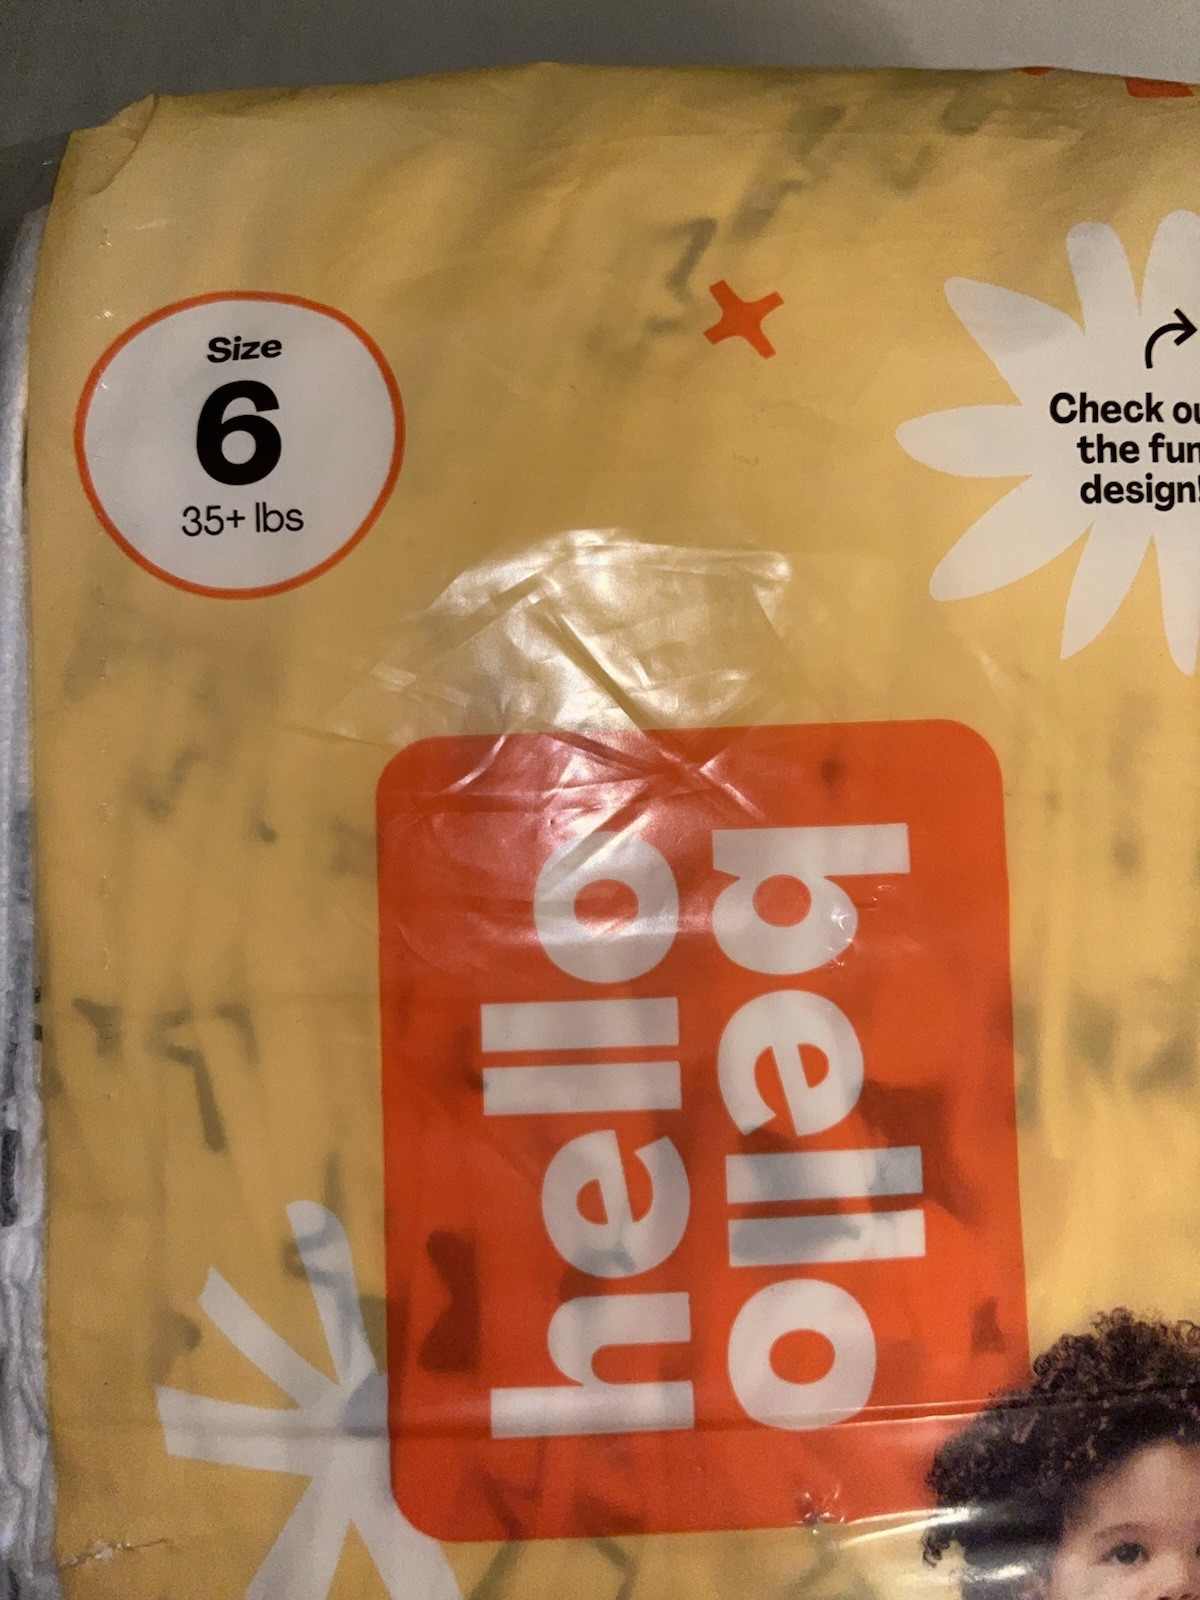 Size
6
35+ lbs
Check ou
the fun
design!
hello
bello